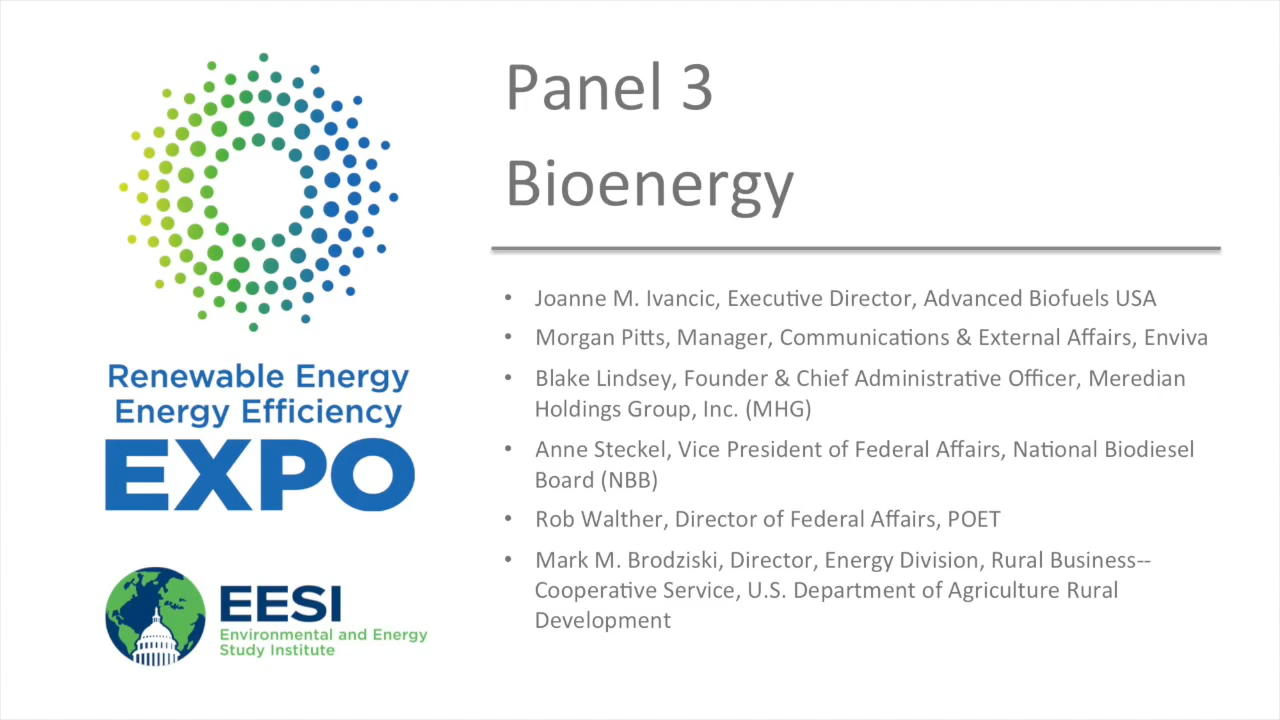 Panel 3
Bioenergy
• Joanne M. Ivancic, Executive Director, Advanced Biofuels USA
• Morgan Pitts, Manager, Communications & External Affairs, Enviva
• Blake Lindsey, Founder & Chief Administrative Officer, Meredian
Holdings Group, Inc. (MHG)
• Anne Steckel, Vice President of Federal Affairs, National Biodiesel
Board (NBB)
• Rob Walther, Director of Federal Affairs, POET
• Mark M. Brodziski, Director, Energy Division, Rural Business--
Cooperative Service, U.S. Department of Agriculture Rural
Development
Renewable Energy
Energy Efficiency
EXPO
EESI
Environmental and Energy
Study Institute